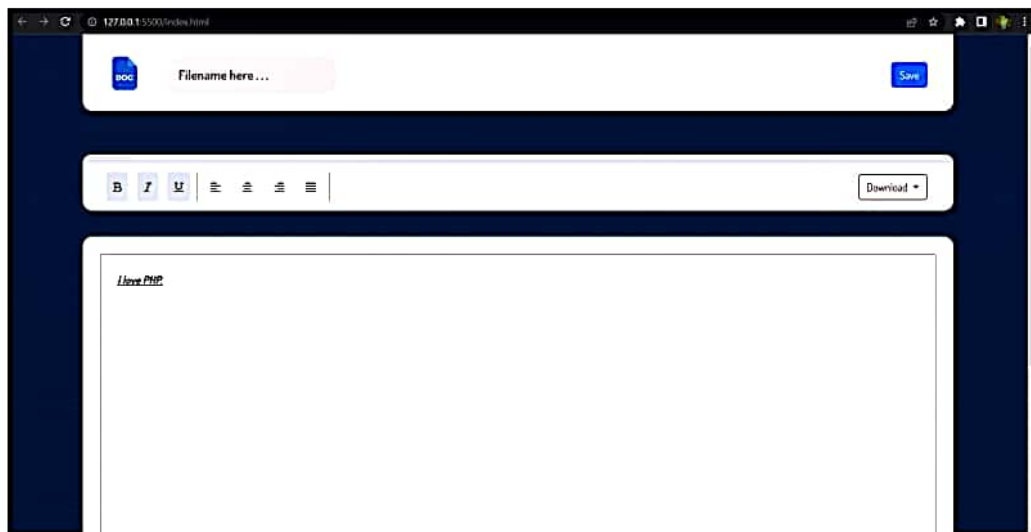 127.0.0.1:5500/index.html
DOC
Filename here . . .
Save
B I U
Download
I love PHP.